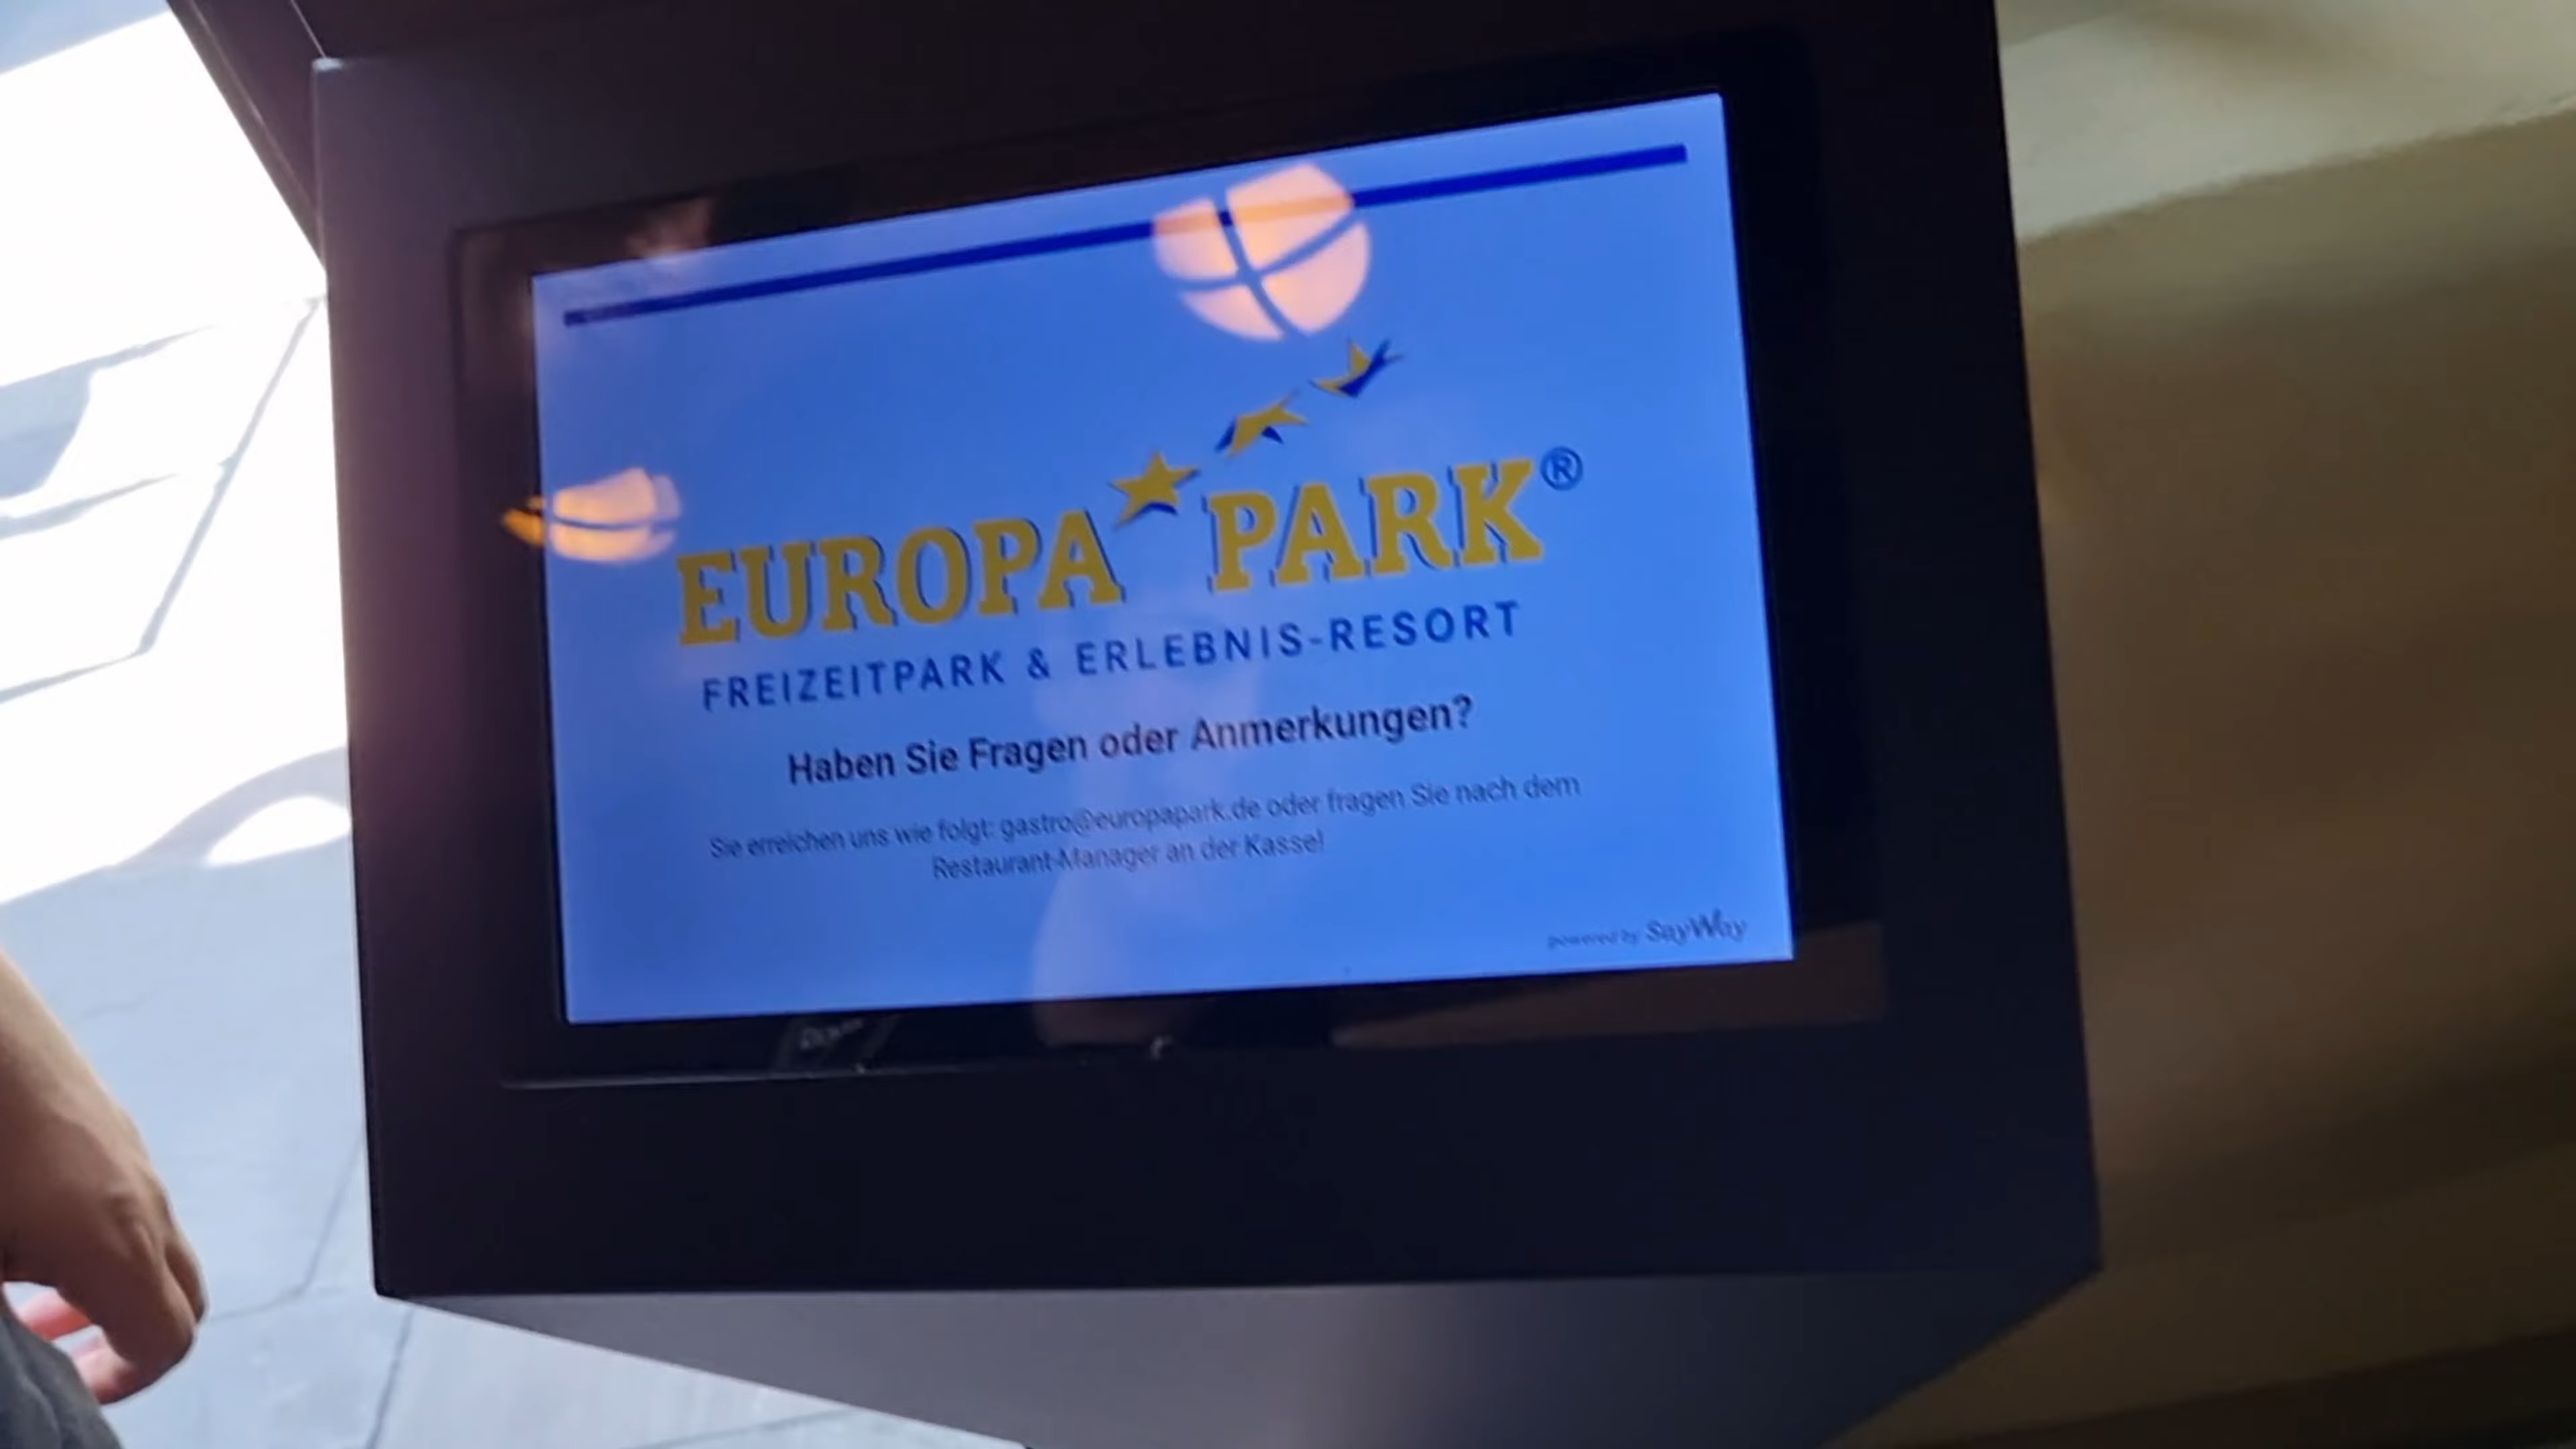 EUROPA PARK®
FREIZEITPARK & ERLEBNIS-RESORT
Haben Sie Fragen oder Anmerkungen?
Sie erreichen uns wie folgt: gastro@europapark.de oder fragen Sie nach dem
Restaurant-Manager an der Kasse!
powered by SayWay